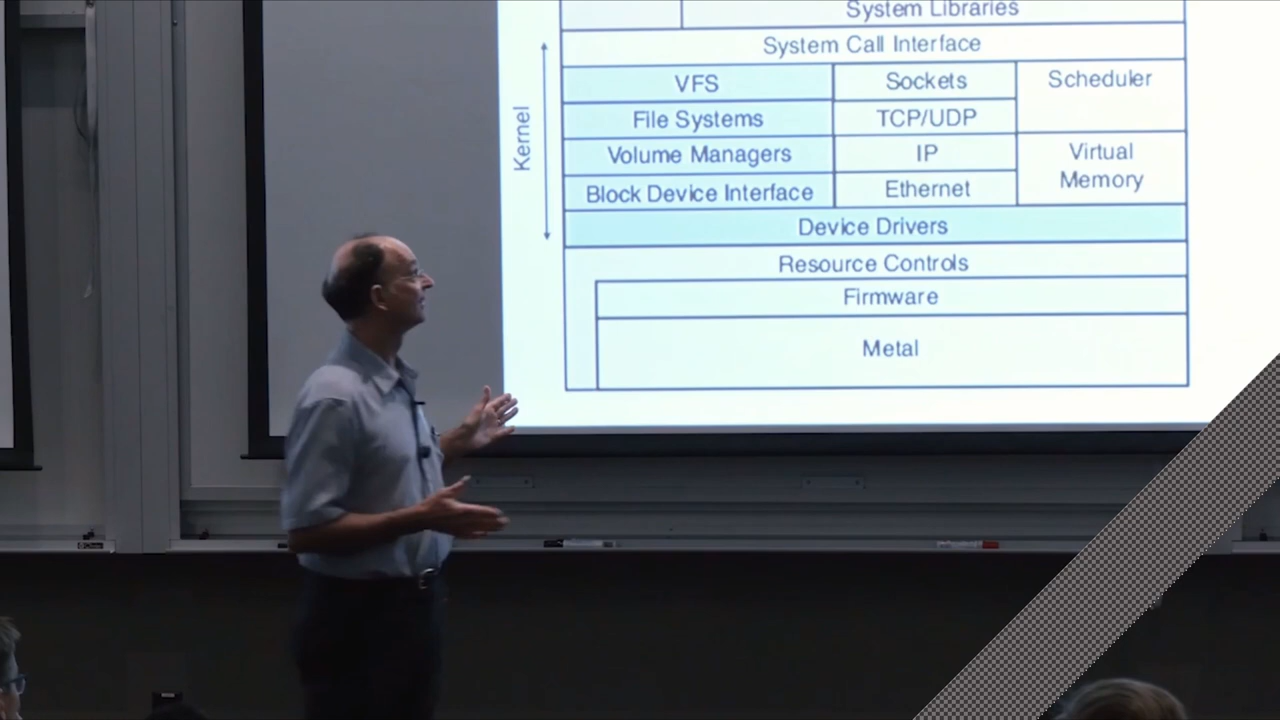 System Libraries
System Call Interface
VFS
Sockets
Scheduler
File Systems
TCP/UDP
Volume Managers
IP
Virtual
Memory
Block Device Interface
Ethernet
Device Drivers
Resource Controls
Firmware
Metal
Kernel